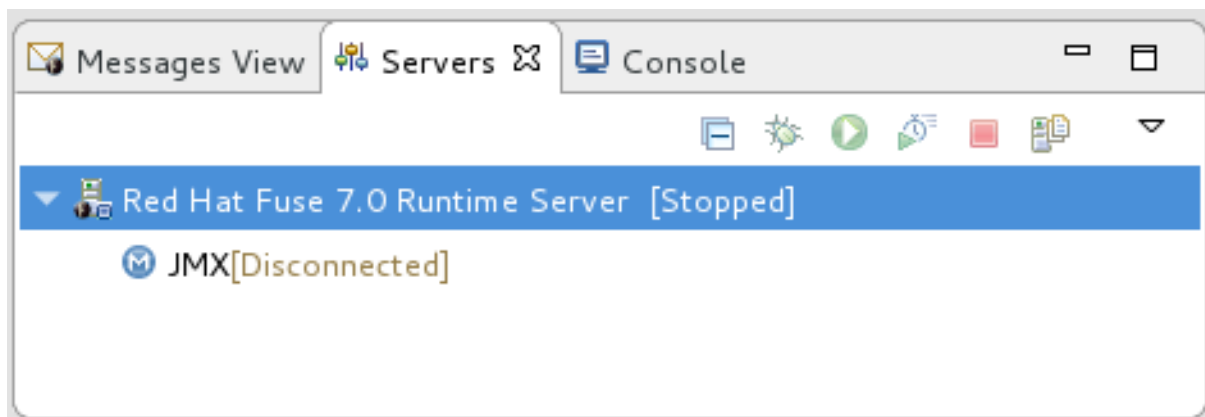 Messages View Servers Console
Red Hat Fuse 7.0 Runtime Server [Stopped]
JMX[Disconnected]